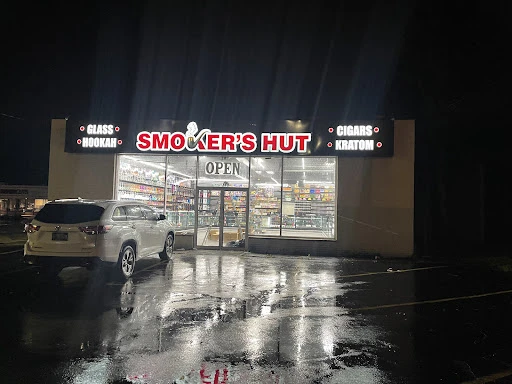 GLASS
HOOKAH
SMOKER'S HUT
CIGARS
KRATOM
OPEN